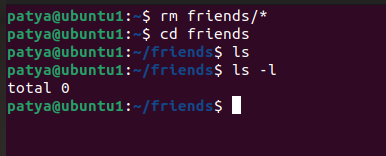 patya@ubuntu1:~$ rm friends/*
patya@ubuntu1:~$ cd friends
patya@ubuntu1:~/friends$ ls
patya@ubuntu1:~/friends$ ls -l
total 0
patya@ubuntu1:~/friends$